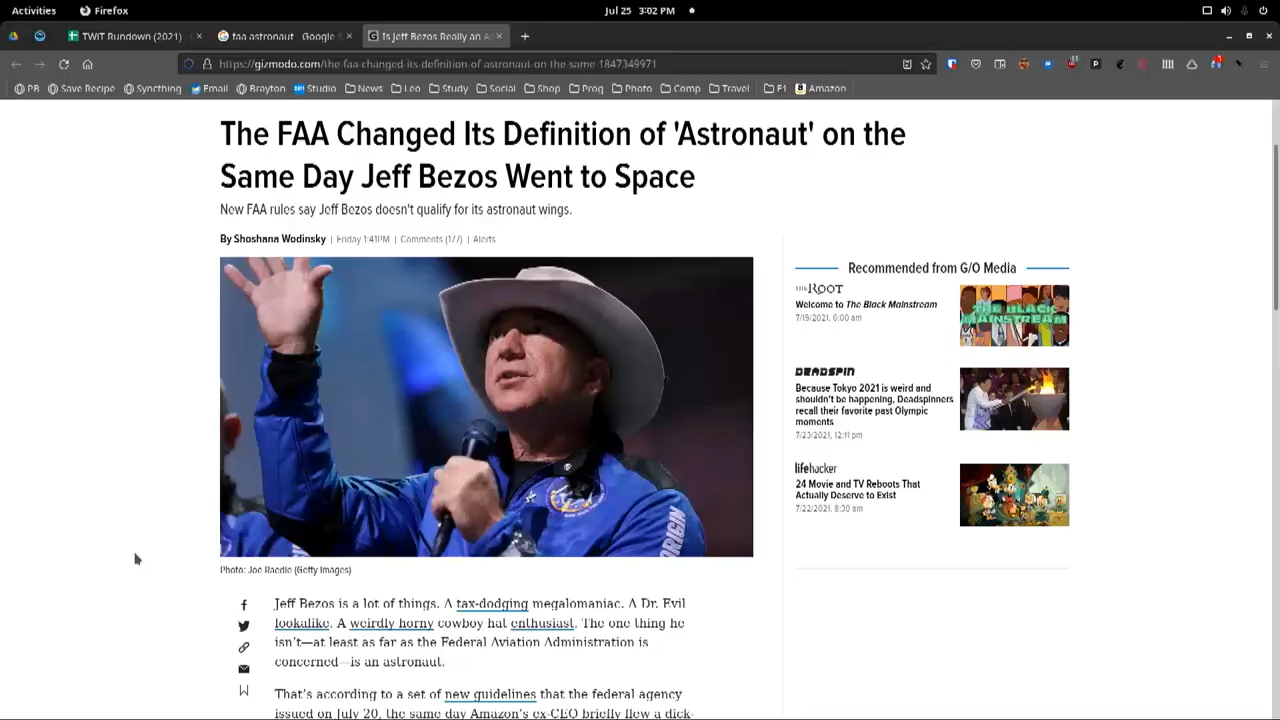 Activities
Firefox
Jul 25 3:02 PM
TWiT Rundown (2021)
faa astronaut - Google S
Is Jeff Bezos Really an A
https://gizmodo.com/the-faa-changed-its-definition-of-astronaut-on-the-same-1847349971
PB
Save Recipe
Syncthing
Email
Brayton
Studio
News
Leo
Study
Social
Shop
Prog
Photo
Comp
Travel
F1
Amazon
The FAA Changed Its Definition of 'Astronaut' on the
Same Day Jeff Bezos Went to Space
New FAA rules say Jeff Bezos doesn't qualify for its astronaut wings.
By Shoshana Wodinsky | Friday 1:41PM | Comments (177) | Alerts
ORIGIN
Photo: Joe Raedle (Getty Images)
Jeff Bezos is a lot of things. A tax-dodging megalomaniac. A Dr. Evil
lookalike. A weirdly horny cowboy hat enthusiast. The one thing he
isn't—at least as far as the Federal Aviation Administration is
concerned—is an astronaut.
That's according to a set of new guidelines that the federal agency
issued on July 20, the same day Amazon's ex-CEO briefly flew a dick-
Recommended from G/O Media
THE ROOT
Welcome to The Black Mainstream
7/19/2021, 6:00 am
THE BLACK
MAINSTREAM
DEADSPIN
Because Tokyo 2021 is weird and
shouldn't be happening, Deadspinners
recall their favorite past Olympic
moments
7/23/2021, 12:11 pm
lifehacker
24 Movie and TV Reboots That
Actually Deserve to Exist
7/22/2021, 8:30 am